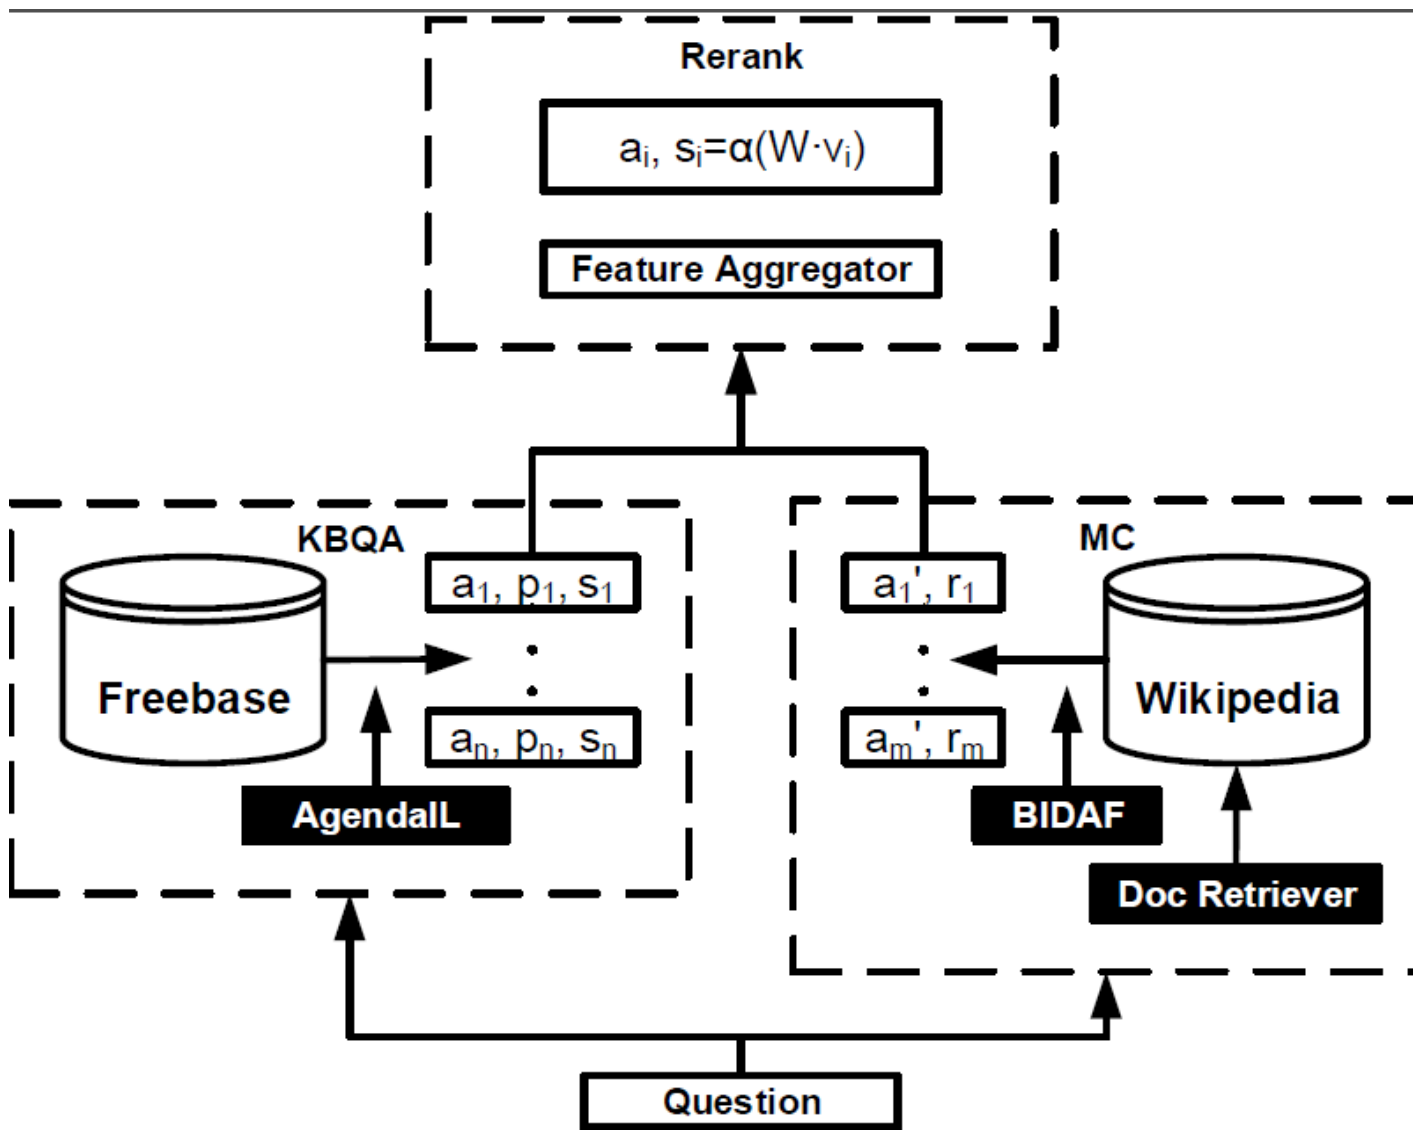 Rerank
aᵢ, sᵢ=α(W·vᵢ)
Feature Aggregator
KBQA
a₁, p₁, s₁
Freebase
aₙ, pₙ, sₙ
AgendaIL
MC
a₁', r₁
Wikipedia
aₘ', rₘ
BIDAF
Doc Retriever
Question